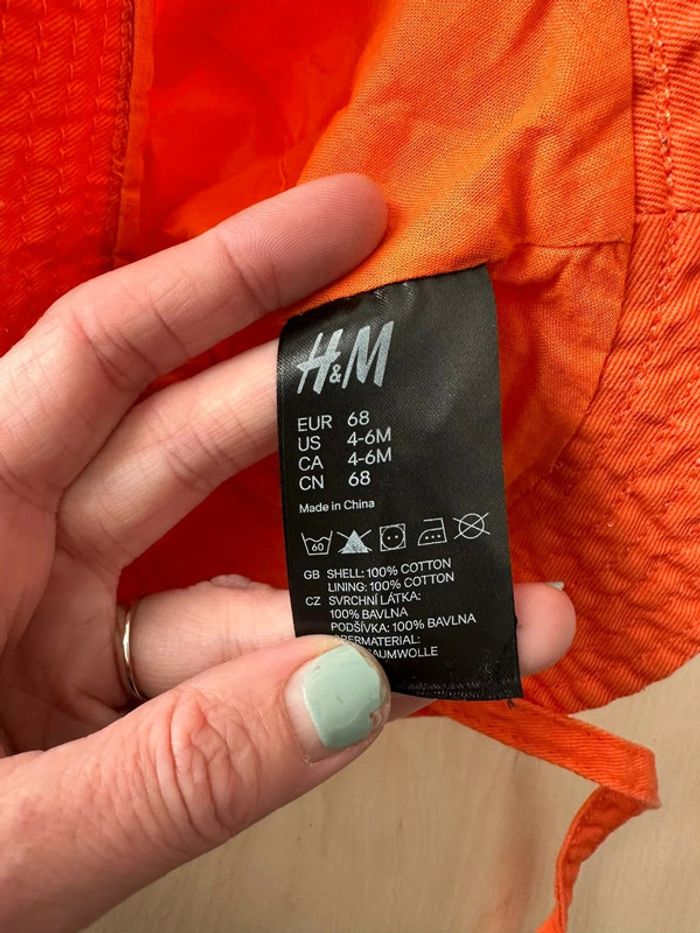 H&M
EUR 68
US 4-6M
CA 4-6M
CN 68
Made in China
60
GB SHELL: 100% COTTON
LINING: 100% COTTON
CZ SVRCHNÍ LÁTKA:
100% BAVLNA
PODŠÍVKA: 100% BAVLNA